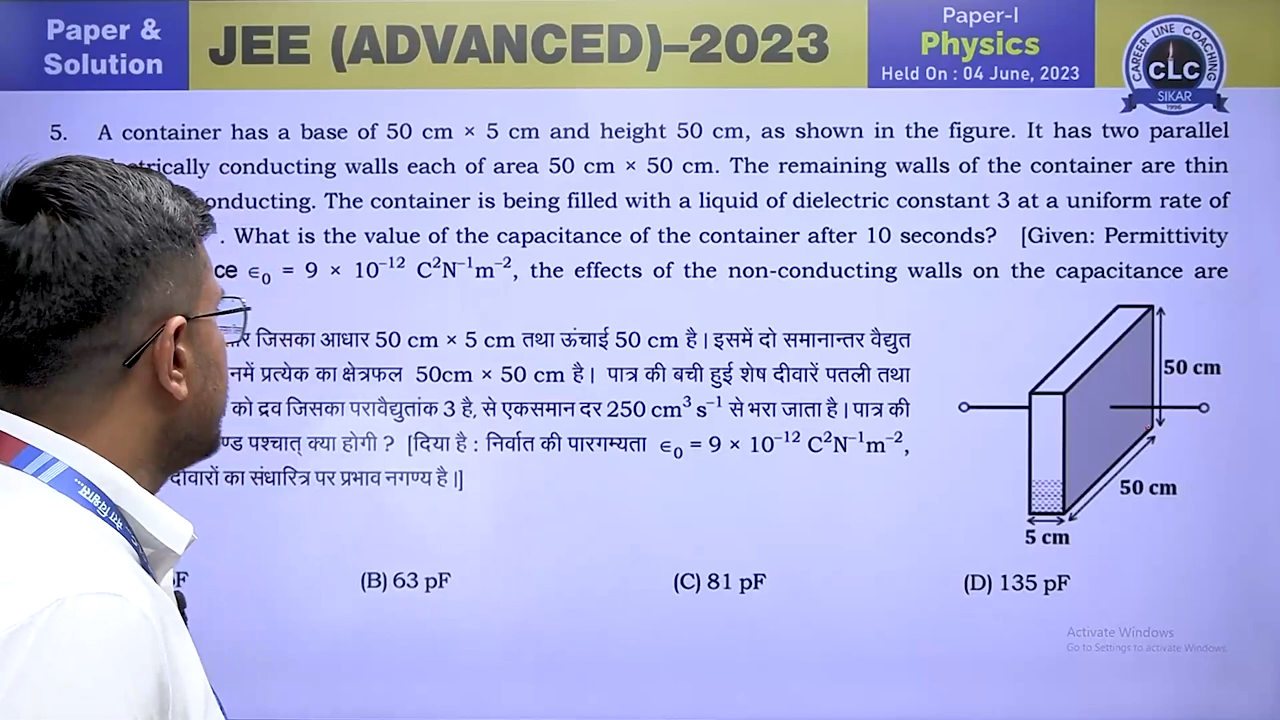 Paper &
Solution
JEE (ADVANCED)–2023
Paper-I
Physics
Held On : 04 June, 2023
CAREER LINE COACHING
CLC
SIKAR
1996
5. A container has a base of 50 cm × 5 cm and height 50 cm, as shown in the figure. It has two parallel
conducting walls each of area 50 cm × 50 cm. The remaining walls of the container are thin
The container is being filled with a liquid of dielectric constant 3 at a uniform rate of
. What is the value of the capacitance of the container after 10 seconds? [Given: Permittivity
∈₀ = 9 × 10⁻¹² C²N⁻¹m⁻², the effects of the non-conducting walls on the capacitance are
जिसका आधार 50 cm × 5 cm तथा ऊंचाई 50 cm है। इसमें दो समानान्तर वैद्युत
प्रत्येक का क्षेत्रफल 50cm × 50 cm है। पात्र की बची हुई शेष दीवारें पतली तथा
को द्रव जिसका परावैद्युतांक 3 है, से एकसमान दर 250 cm³ s⁻¹ से भरा जाता है। पात्र की
पश्चात् क्या होगी ? [दिया है : निर्वात की पारगम्यता ∈₀ = 9 × 10⁻¹² C²N⁻¹m⁻²,
दीवारों का संधारित्र पर प्रभाव नगण्य है।]
50 cm
50 cm
5 cm
(B) 63 pF (C) 81 pF (D) 135 pF
Activate Windows
Go to Settings to activate Windows.